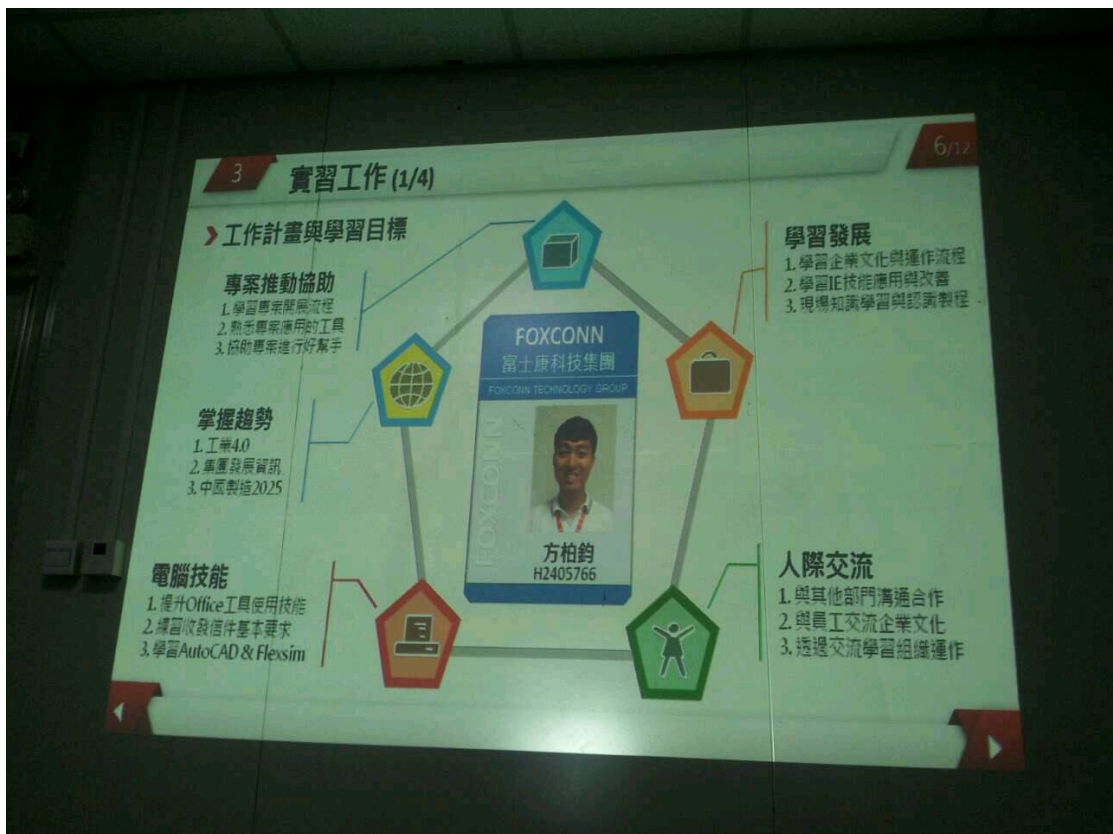 3
實習工作 (1/4)
6/12
工作計畫與學習目標
專案推動協助
1. 學習專案開展流程
2. 熟悉專案應用的工具
3. 協助專案進行好幫手
掌握趨勢
1. 工業4.0
2. 集團發展資訊
3. 中國製造2025
電腦技能
1. 提升Office工具使用技能
2. 練習收發信件基本要求
3. 學習AutoCAD & Flexsim
FOXCONN
富士康科技集團
FOXCONN TECHNOLOGY GROUP
FOXCONN
方柏鈞
H2405766
學習發展
1. 學習企業文化與運作流程
2. 學習IE技能應用與改善
3. 現場知識學習與認識製程
人際交流
1. 與其他部門溝通合作
2. 與員工交流企業文化
3. 透過交流學習組織運作